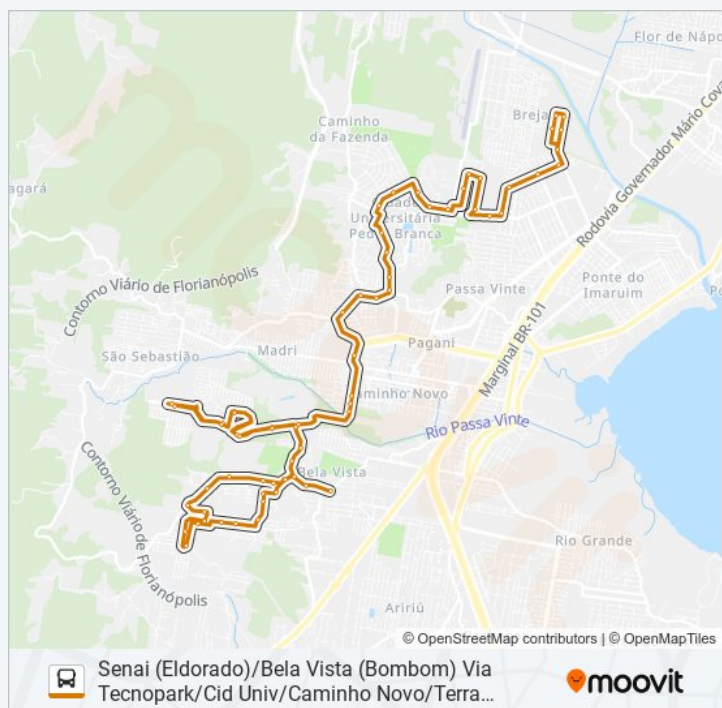 Flor de Nápo
Breja
Caminho
da Fazenda
Rodovia Governador Mário Cova
agará
Universitária
Pedra Branca
Contorno Viário de Florianópolis
Passa Vinte
Ponte do
Imaruim
Marginal BR-101
São Sebastião
Madri
Pagani
Caminho Novo
Rio Passa-Vinte
Bela Vista
Contorno Viário de Florianópolis
Rio Grande
Aririú
© OpenStreetMap contributors | © OpenMapTiles
Senai (Eldorado)/Bela Vista (Bombom) Via
Tecnopark/Cid Univ/Caminho Novo/Terra…
moovit